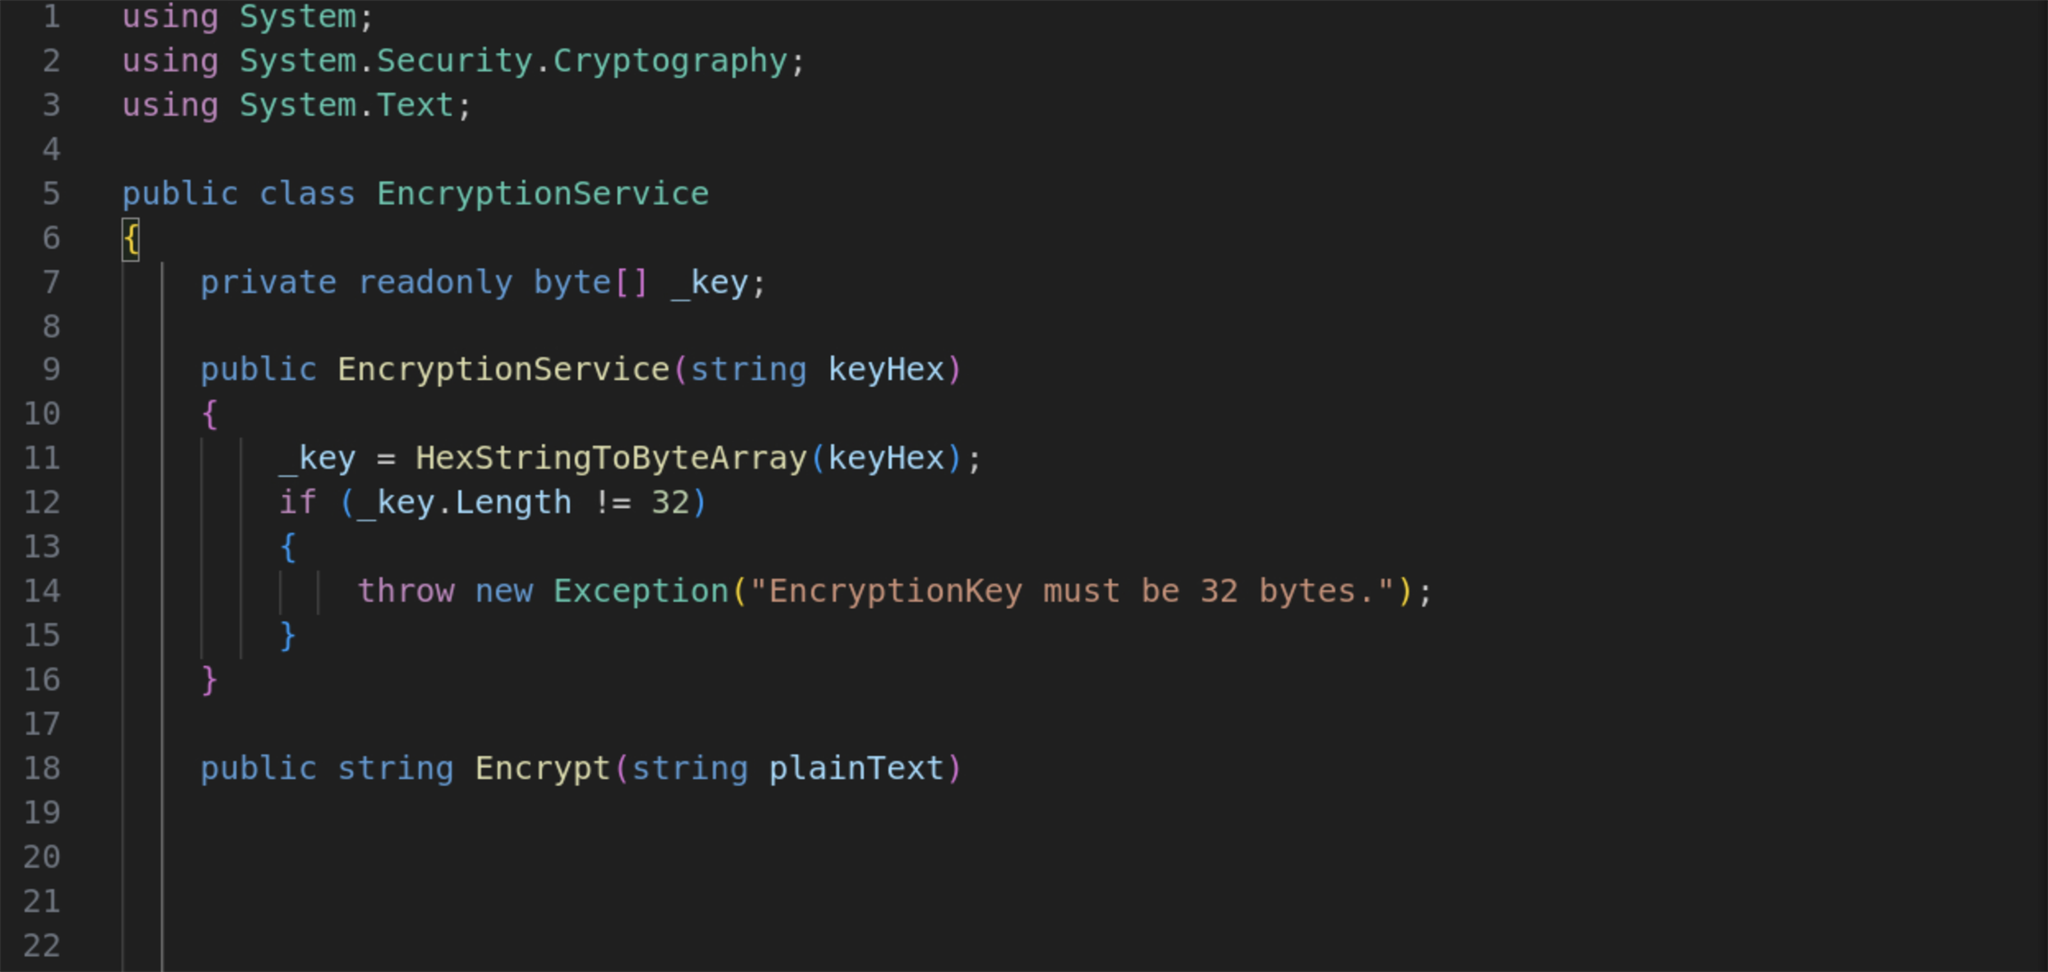 1 using System;
2 using System.Security.Cryptography;
3 using System.Text;
4
5 public class EncryptionService
6 {
7     private readonly byte[] _key;
8
9     public EncryptionService(string keyHex)
10     {
11         _key = HexStringToByteArray(keyHex);
12         if (_key.Length != 32)
13         {
14             throw new Exception("EncryptionKey must be 32 bytes.");
15         }
16     }
17
18     public string Encrypt(string plainText)
19
20
21
22